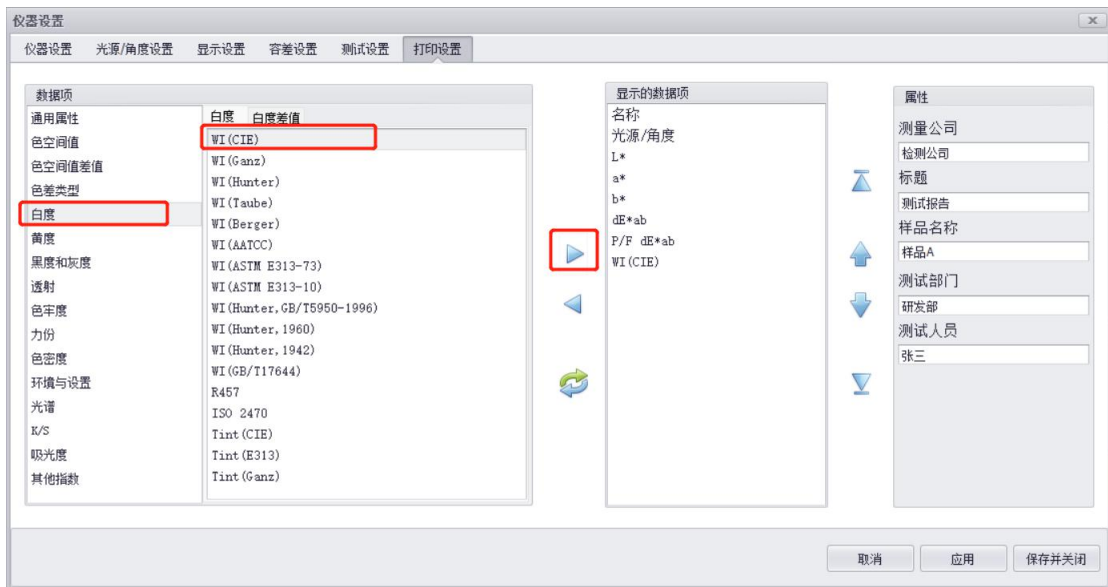 仪器设置
仪器设置 光源/角度设置 显示设置 容差设置 测试设置 打印设置
数据项
通用属性
色空间值
色空间值差值
色差类型
白度
黄度
黑度和灰度
透射
色牢度
力份
色密度
环境与设置
光谱
K/S
吸光度
其他指数
白度 白度差值
WI(CIE)
WI(Ganz)
WI(Hunter)
WI(Taube)
WI(Berger)
WI(AATCC)
WI(ASTM E313-73)
WI(ASTM E313-10)
WI(Hunter,GB/T5950-1996)
WI(Hunter,1960)
WI(Hunter,1942)
WI(GB/T17644)
R457
ISO 2470
Tint(CIE)
Tint(E313)
Tint(Ganz)
显示的数据项
名称
光源/角度
L*
a*
b*
dE*ab
P/F dE*ab
WI(CIE)
属性
测量公司
检测公司
标题
测试报告
样品名称
样品A
测试部门
研发部
测试人员
张三
取消 应用 保存并关闭